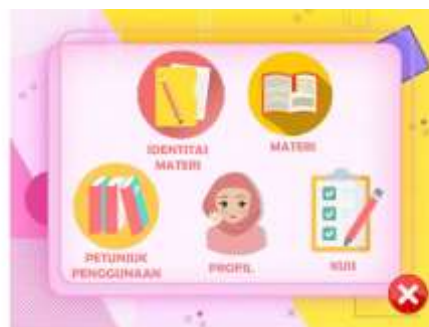 IDENTITAS
MATERI
MATERI
PETUNJUK
PENGGUNAAN
PROFIL
KUIS